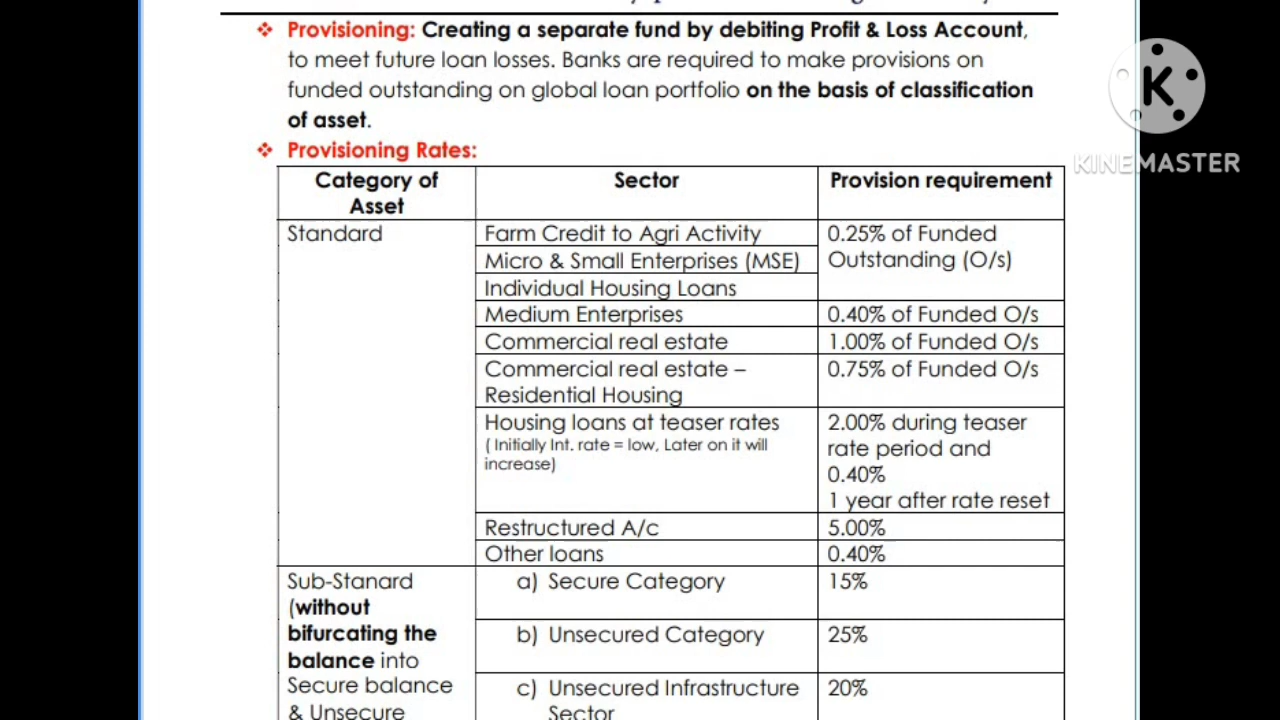 ❖ Provisioning: Creating a separate fund by debiting Profit & Loss Account,
to meet future loan losses. Banks are required to make provisions on
funded outstanding on global loan portfolio on the basis of classification
of asset.
❖ Provisioning Rates:
Category of Asset
Sector
Provision requirement
Standard
Farm Credit to Agri Activity
0.25% of Funded
Outstanding (O/s)
Micro & Small Enterprises (MSE)
Individual Housing Loans
Medium Enterprises
0.40% of Funded O/s
Commercial real estate
1.00% of Funded O/s
Commercial real estate –
Residential Housing
0.75% of Funded O/s
Housing loans at teaser rates
( Initially Int. rate = low, Later on it will
increase)
2.00% during teaser
rate period and
0.40%
1 year after rate reset
Restructured A/c
5.00%
Other loans
0.40%
Sub-Stanard
(without
bifurcating the
balance into
Secure balance
& Unsecure
a) Secure Category
15%
b) Unsecured Category
25%
c) Unsecured Infrastructure
Sector
20%
K
KINEMASTER